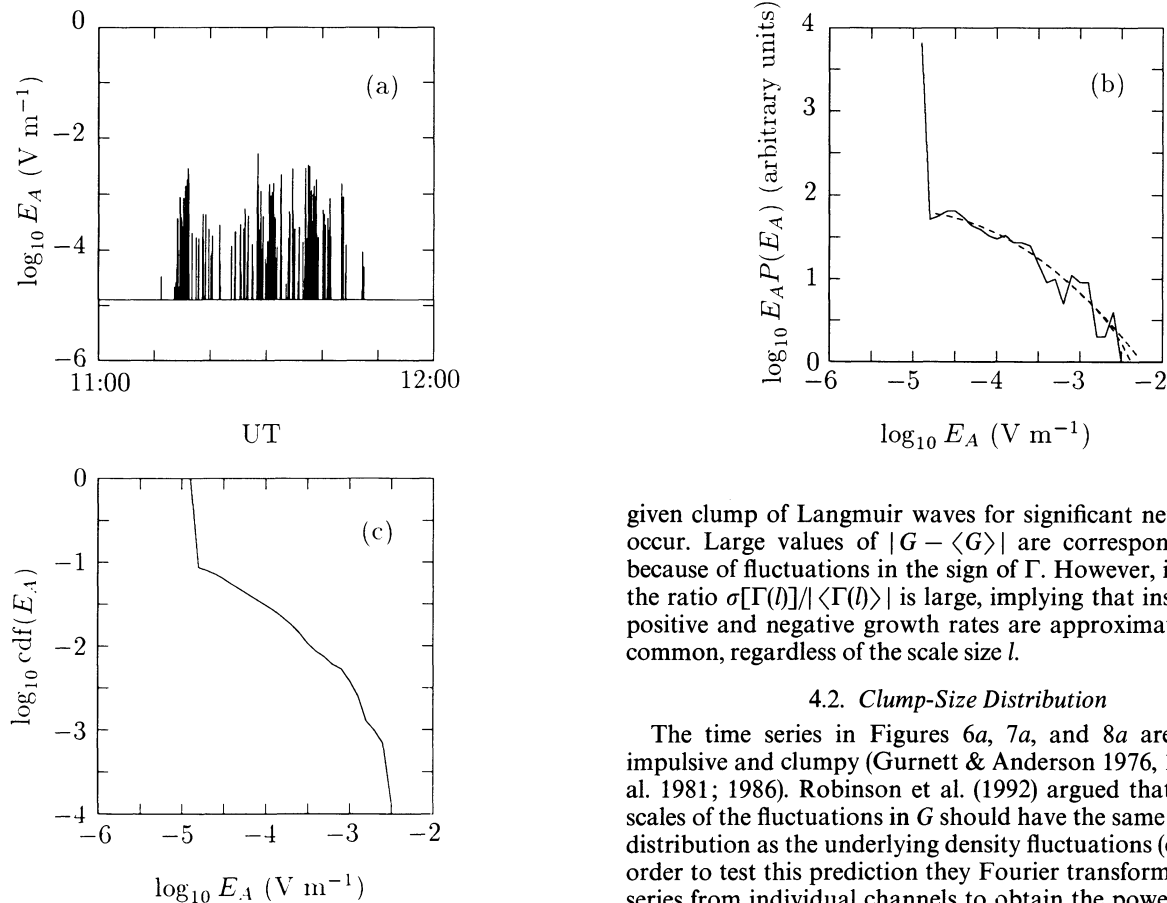 0
−2
−4
−6
log₁₀ E_A (V m⁻¹)
(a)
11:00
12:00
UT
0
−1
−2
−3
−4
log₁₀ cdf(E_A)
(c)
−6
−5
−4
−3
−2
log₁₀ E_A (V m⁻¹)
4
3
2
1
0
log₁₀ E_A P(E_A) (arbitrary units)
(b)
−6
−5
−4
−3
−2
log₁₀ E_A (V m⁻¹)
given clump of Langmuir waves for significant ne
occur. Large values of | G − ⟨G⟩ | are correspon
because of fluctuations in the sign of Γ. However, i
the ratio σ[Γ(l)]/| ⟨Γ(l)⟩ | is large, implying that ins
positive and negative growth rates are approximat
common, regardless of the scale size l.
4.2. Clump-Size Distribution
The time series in Figures 6a, 7a, and 8a are
impulsive and clumpy (Gurnett & Anderson 1976,
al. 1981; 1986). Robinson et al. (1992) argued that
scales of the fluctuations in G should have the same
distribution as the underlying density fluctuations (
order to test this prediction they Fourier transform
series from individual channels to obtain the powe